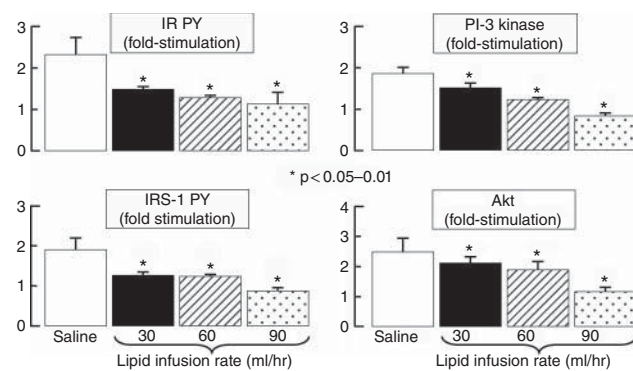 IR PY
(fold-stimulation)
3
2
1
0
* * *
PI-3 kinase
(fold-stimulation)
3
2
1
0
* * *
* p<0.05–0.01
IRS-1 PY
(fold stimulation)
3
2
1
0
* * *
Saline 30 60 90
Lipid infusion rate (ml/hr)
Akt
(fold-stimulation)
4
3
2
1
0
* * *
Saline 30 60 90
Lipid infusion rate (ml/hr)